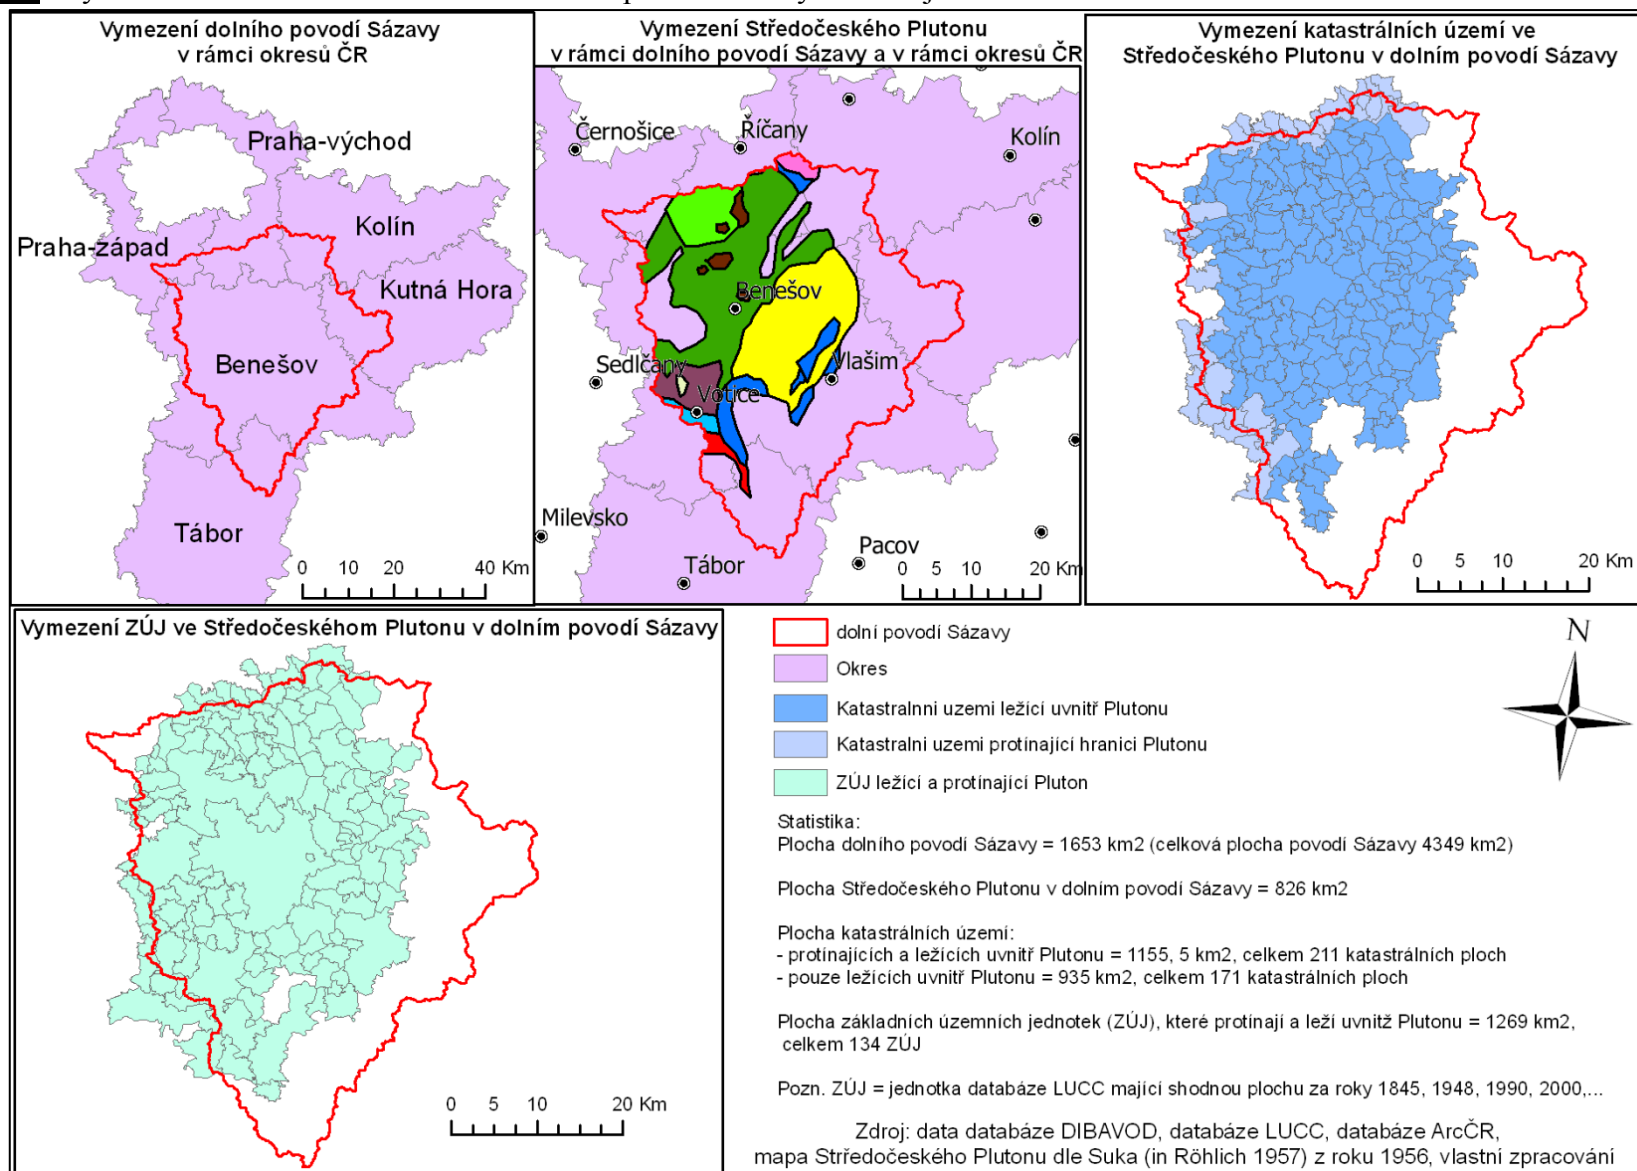 Vymezení dolního povodí Sázavy
v rámci okresů ČR
Praha-východ
Praha-západ
Kolín
Kutná Hora
Benešov
Tábor
0 10 20 40 Km
Vymezení Středočeského Plutonu
v rámci dolního povodí Sázavy a v rámci okresů ČR
Černošice
Říčany
Kolín
Benešov
Sedlčany
Vlašim
Votice
Milevsko
Tábor
Pacov
0 5 10 20 Km
Vymezení katastrálních území ve
Středočeského Plutonu v dolním povodí Sázavy
0 5 10 20 Km
Vymezení ZÚJ ve Středočeskéhom Plutonu v dolním povodí Sázavy
0 5 10 20 Km
dolní povodí Sázavy
Okres
Katastralnni uzemi ležící uvnitř Plutonu
Katastralni uzemi protínající hranici Plutonu
ZÚJ ležící a protínající Pluton
N
Statistika:
Plocha dolního povodí Sázavy = 1653 km2 (celková plocha povodí Sázavy 4349 km2)
Plocha Středočeského Plutonu v dolním povodí Sázavy = 826 km2
Plocha katastrálních území:
- protínajících a ležících uvnitř Plutonu = 1155, 5 km2, celkem 211 katastrálních ploch
- pouze ležících uvnitř Plutonu = 935 km2, celkem 171 katastrálních ploch
Plocha základních územních jednotek (ZÚJ), které protínají a leží uvnitž Plutonu = 1269 km2,
celkem 134 ZÚJ
Pozn. ZÚJ = jednotka databáze LUCC mající shodnou plochu za roky 1845, 1948, 1990, 2000,...
Zdroj: data databáze DIBAVOD, databáze LUCC, databáze ArcČR,
mapa Středočeského Plutonu dle Suka (in Röhlich 1957) z roku 1956, vlastní zpracování